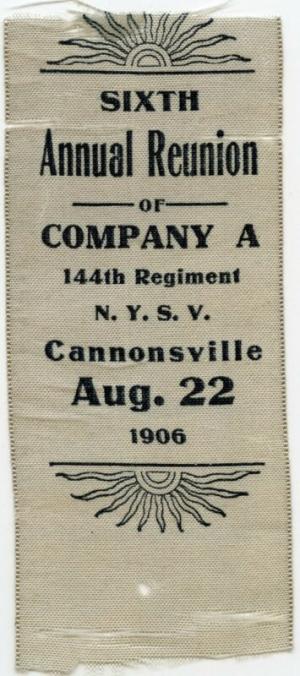 SIXTH
Annual Reunion
OF
COMPANY A
144th Regiment
N. Y. S. V.
Cannonsville
Aug. 22
1906